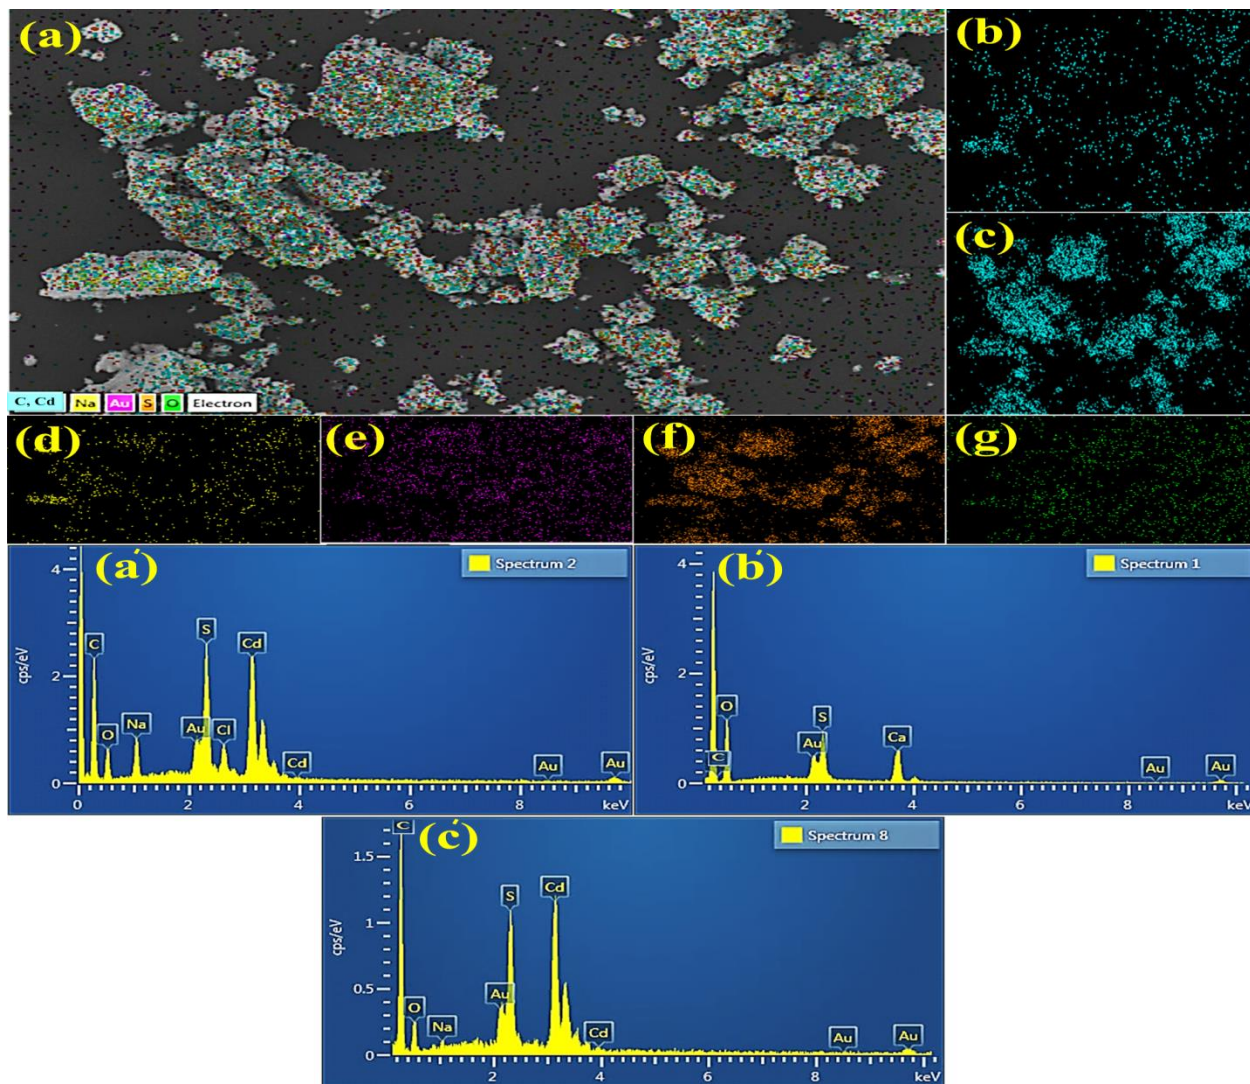 (a)
(b)
(c)
C, Cd Na Au S O Electron
(d) (e) (f) (g)
(a′)
Spectrum 2
4
2
0
cps/eV
C
O
Na
Au
S
Cl
Cd
Cd
Au
Au
0 2 4 6 8 keV
(b′)
Spectrum 1
4
2
0
cps/eV
C
O
Au
S
Ca
Au
Au
2 4 6 8 keV
(c′)
Spectrum 8
1.5
1
0.5
0
cps/eV
C
O
Na
Au
S
Cd
Cd
Au
Au
2 4 6 8 keV